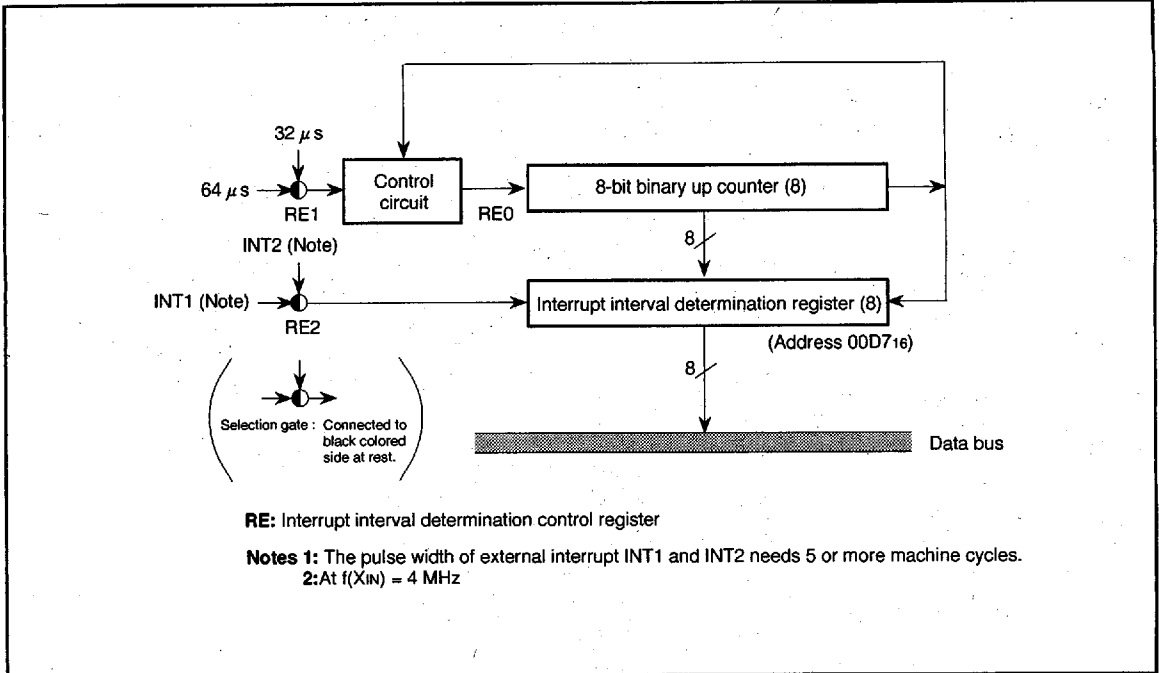 32 μs
64 μs
RE1
Control
circuit
RE0
8-bit binary up counter (8)
INT2 (Note)
8
INT1 (Note)
RE2
Interrupt interval determination register (8)
(Address 00D716)
8
Selection gate : Connected to
black colored
side at rest.
Data bus
RE: Interrupt interval determination control register
Notes 1: The pulse width of external interrupt INT1 and INT2 needs 5 or more machine cycles.
2:At f(XIN) = 4 MHz